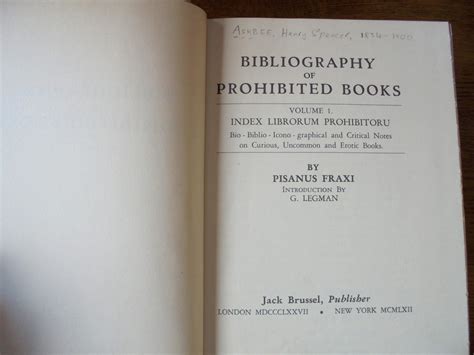 Ashbee, Henry Spencer, 1834-1900
BIBLIOGRAPHY
OF
PROHIBITED BOOKS
VOLUME 1.
INDEX LIBRORUM PROHIBITORU
Bio-Biblio-Icono-graphical and Critical Notes
on Curious, Uncommon and Erotic Books.
BY
PISANUS FRAXI
INTRODUCTION BY
G. LEGMAN
Jack Brussel, Publisher
LONDON MDCCCLXXVII • NEW YORK MCMLXII